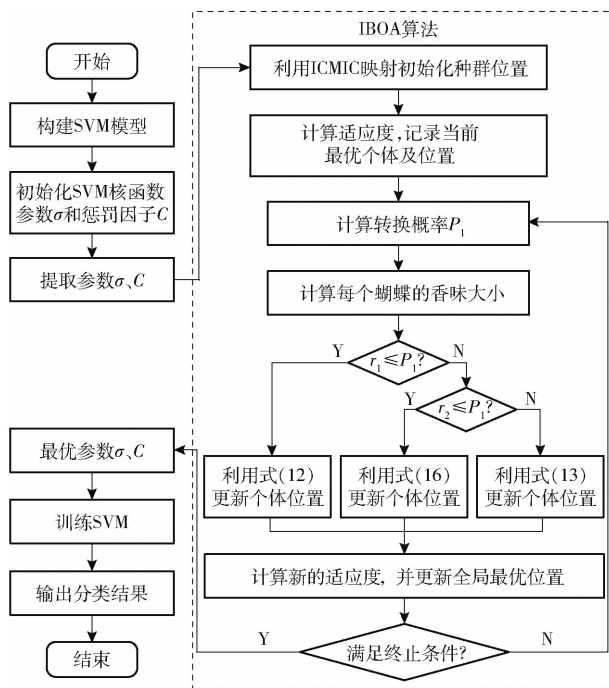 IBOA算法
开始
构建SVM模型
初始化SVM核函数
参数σ和惩罚因子C
提取参数σ、C
利用ICMIC映射初始化种群位置
计算适应度,记录当前
最优个体及位置
计算转换概率P₁
计算每个蝴蝶的香味大小
Y
r₁≤P₁?
N
Y
r₂≤P₁?
N
利用式(12)
更新个体位置
利用式(16)
更新个体位置
利用式(13)
更新个体位置
计算新的适应度, 并更新全局最优位置
Y
满足终止条件?
N
最优参数σ、C
训练SVM
输出分类结果
结束